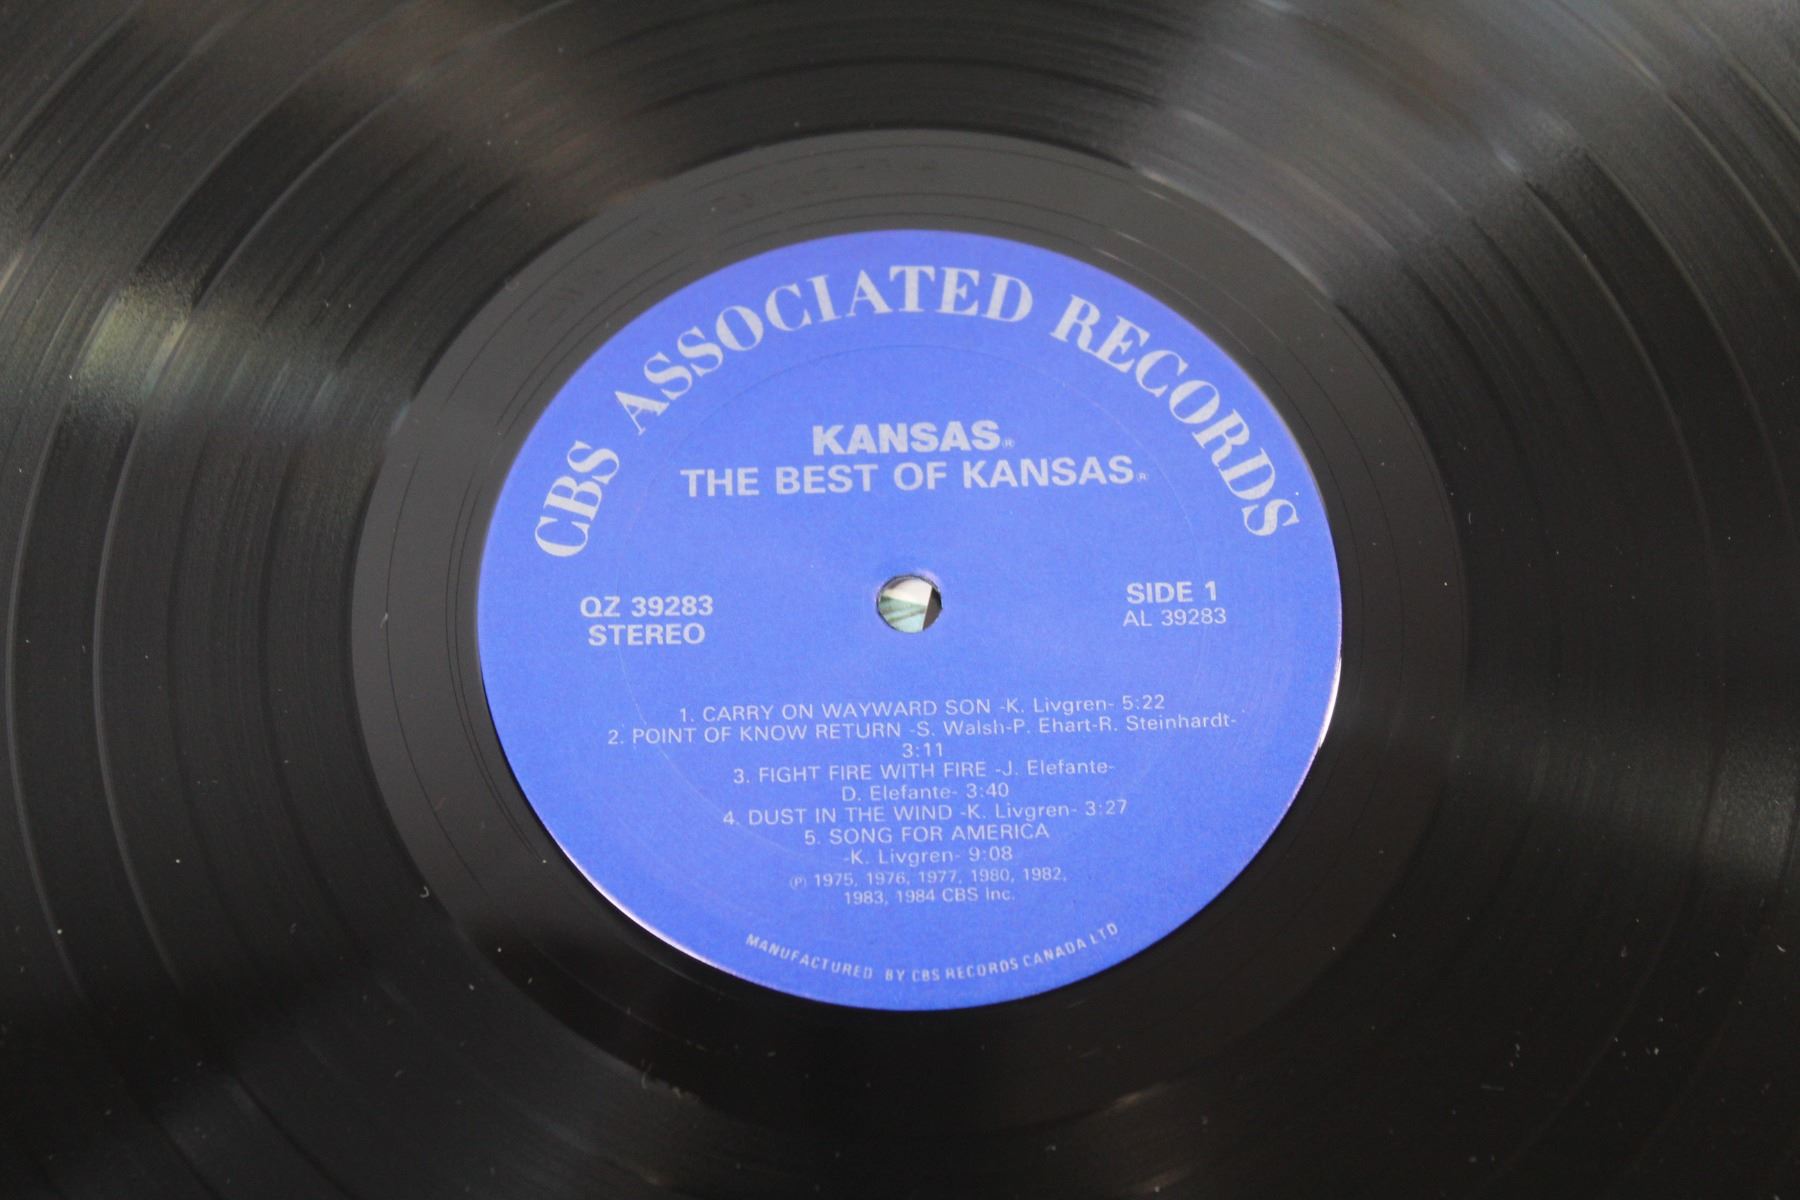 CBS ASSOCIATED RECORDS
KANSAS®
THE BEST OF KANSAS®
QZ 39283
STEREO
SIDE 1
AL 39283
1. CARRY ON WAYWARD SON -K. Livgren- 5:22
2. POINT OF KNOW RETURN -S. Walsh-P. Ehart-R. Steinhardt-
3:11
3. FIGHT FIRE WITH FIRE -J. Elefante-
D. Elefante- 3:40
4. DUST IN THE WIND -K. Livgren- 3:27
5. SONG FOR AMERICA
-K. Livgren- 9:08
℗ 1975, 1976, 1977, 1980, 1982,
1983, 1984 CBS Inc.
MANUFACTURED BY CBS RECORDS CANADA LTD